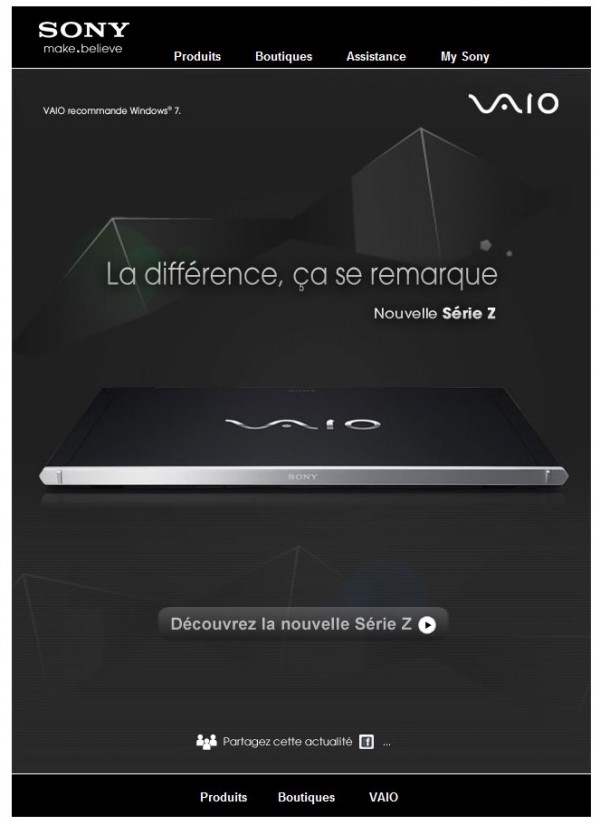 SONY
make.believe
Produits Boutiques Assistance My Sony
VAIO recommande Windows® 7.
VAIO
La différence, ça se remarque
Nouvelle Série Z
VAIO
SONY
Découvrez la nouvelle Série Z
Partagez cette actualité f ...
Produits Boutiques VAIO